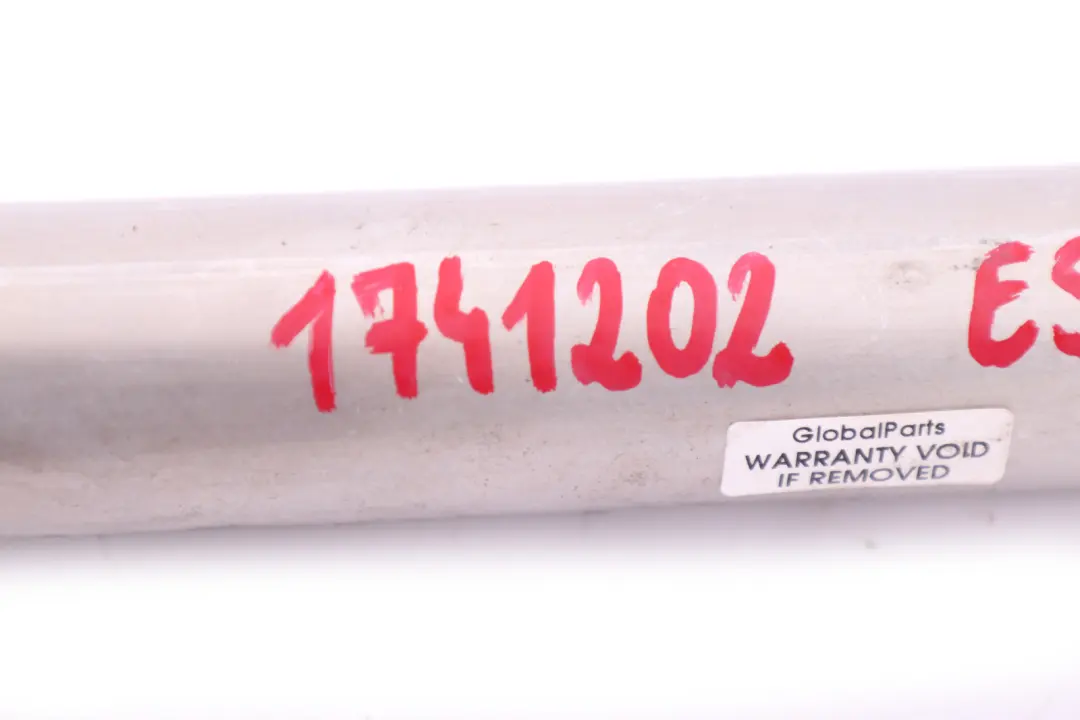 1741202 ES
GlobalParts
WARRANTY VOID
IF REMOVED